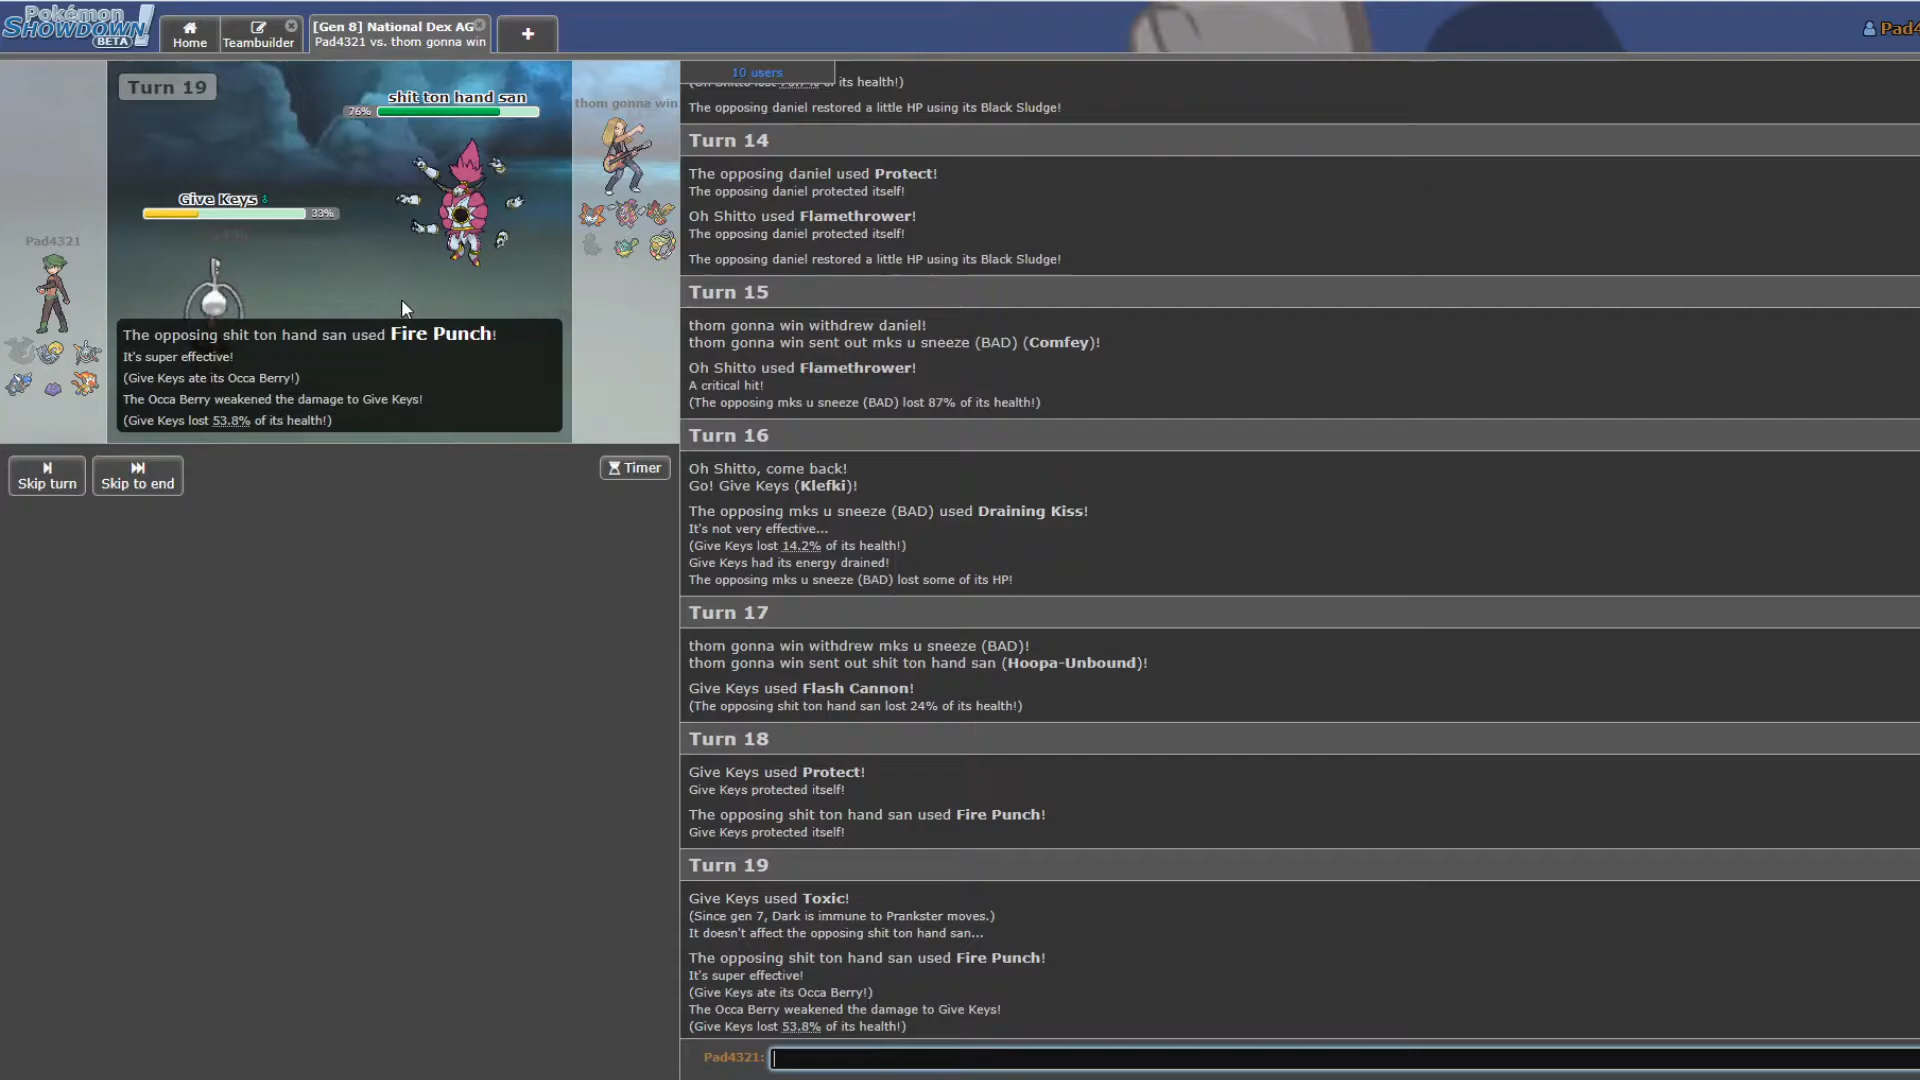 Pokémon
SHOWDOWN!
BETA
Home
Teambuilder
[Gen 8] National Dex AG
Pad4321 vs. thom gonna win
+
Turn 19
shit ton hand san
76%
Give Keys
33%
Pad4321
thom gonna win
The opposing shit ton hand san used Fire Punch!
It's super effective!
(Give Keys ate its Occa Berry!)
The Occa Berry weakened the damage to Give Keys!
(Give Keys lost 53.8% of its health!)
Skip turn
Skip to end
Timer
10 users
its health!)
The opposing daniel restored a little HP using its Black Sludge!
Turn 14
The opposing daniel used Protect!
The opposing daniel protected itself!
Oh Shitto used Flamethrower!
The opposing daniel protected itself!
The opposing daniel restored a little HP using its Black Sludge!
Turn 15
thom gonna win withdrew daniel!
thom gonna win sent out mks u sneeze (BAD) (Comfey)!
Oh Shitto used Flamethrower!
A critical hit!
(The opposing mks u sneeze (BAD) lost 87% of its health!)
Turn 16
Oh Shitto, come back!
Go! Give Keys (Klefki)!
The opposing mks u sneeze (BAD) used Draining Kiss!
It's not very effective...
(Give Keys lost 14.2% of its health!)
Give Keys had its energy drained!
The opposing mks u sneeze (BAD) lost some of its HP!
Turn 17
thom gonna win withdrew mks u sneeze (BAD)!
thom gonna win sent out shit ton hand san (Hoopa-Unbound)!
Give Keys used Flash Cannon!
(The opposing shit ton hand san lost 24% of its health!)
Turn 18
Give Keys used Protect!
Give Keys protected itself!
The opposing shit ton hand san used Fire Punch!
Give Keys protected itself!
Turn 19
Give Keys used Toxic!
(Since gen 7, Dark is immune to Prankster moves.)
It doesn't affect the opposing shit ton hand san...
The opposing shit ton hand san used Fire Punch!
It's super effective!
(Give Keys ate its Occa Berry!)
The Occa Berry weakened the damage to Give Keys!
(Give Keys lost 53.8% of its health!)
Pad4321: